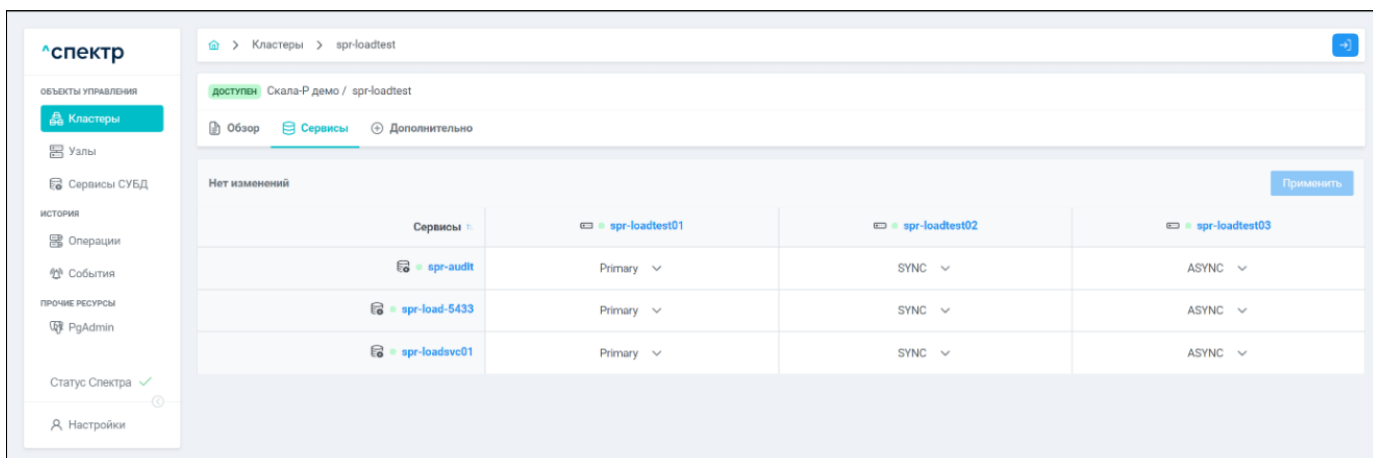 ^спектр
ОБЪЕКТЫ УПРАВЛЕНИЯ
Кластеры
Узлы
Сервисы СУБД
ИСТОРИЯ
Операции
События
ПРОЧИЕ РЕСУРСЫ
PgAdmin
Статус Спектра
Настройки
> Кластеры > spr-loadtest
ДОСТУПЕН Скала-Р демо / spr-loadtest
Обзор Сервисы Дополнительно
Нет изменений Применить
Сервисы spr-loadtest01 spr-loadtest02 spr-loadtest03
spr-audit Primary SYNC ASYNC
spr-load-5433 Primary SYNC ASYNC
spr-loadsvc01 Primary SYNC ASYNC